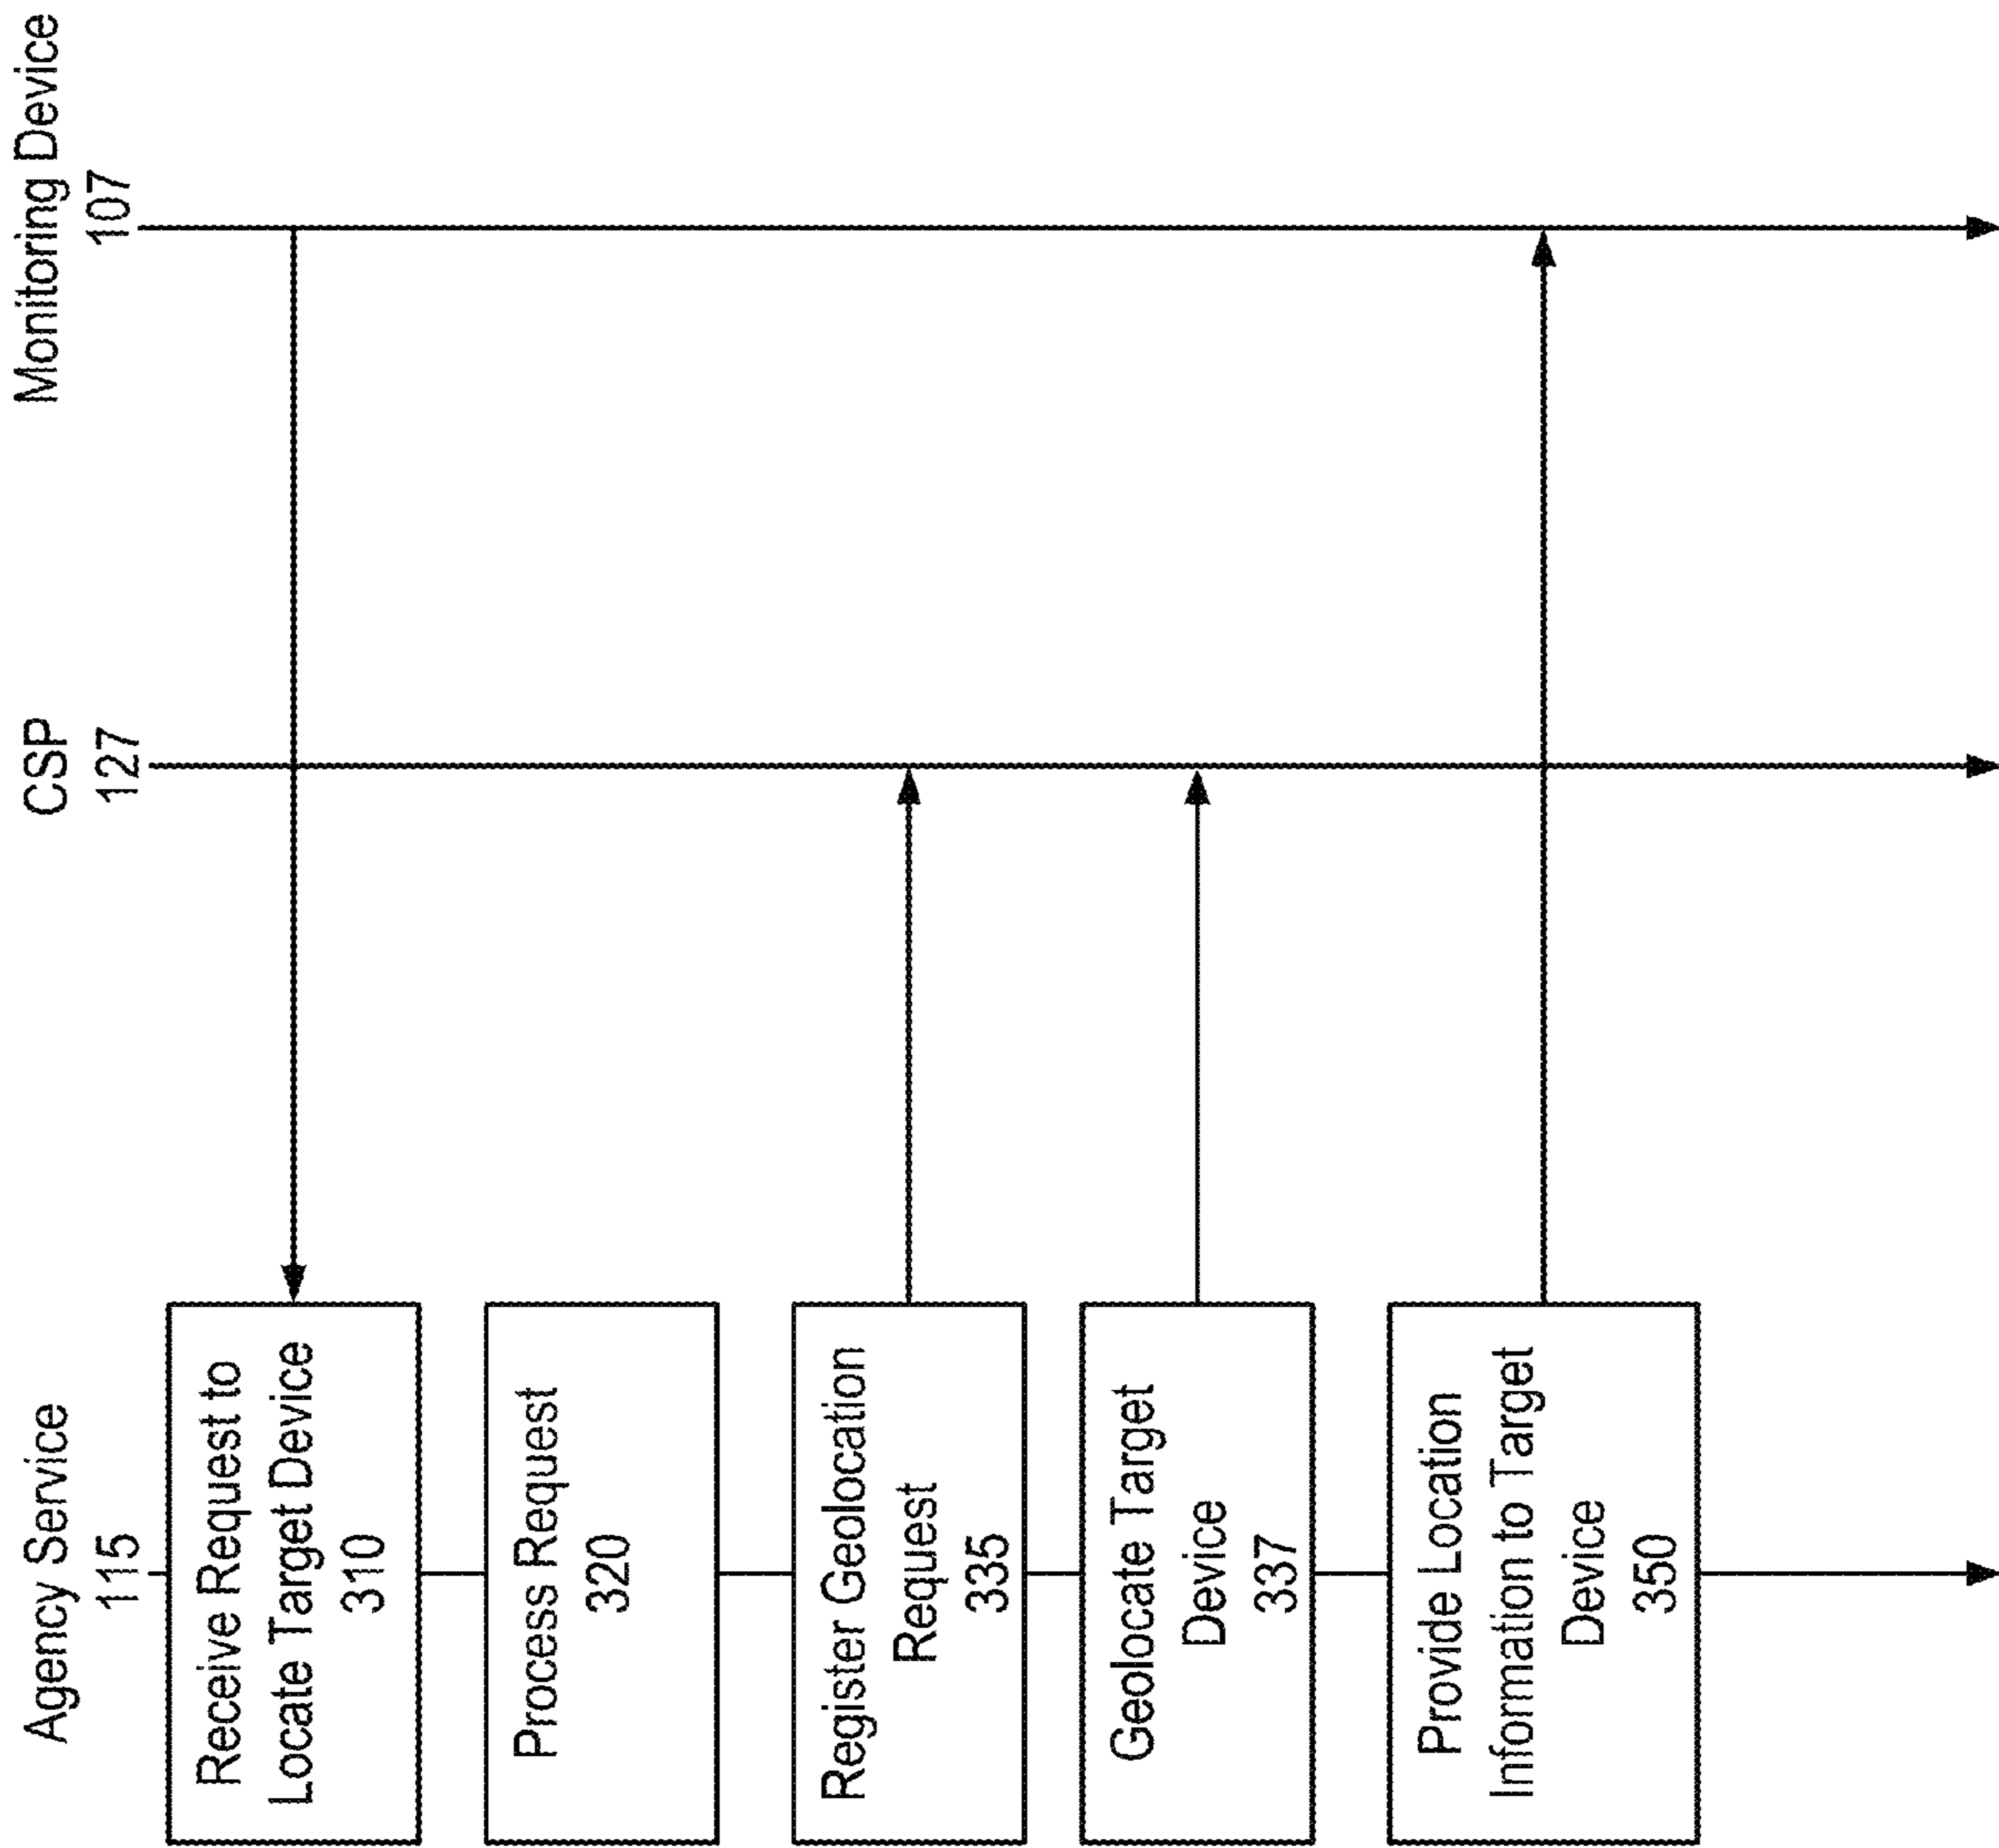 Agency Service
115
CSP
127
Monitoring Device
107
Receive Request to
Locate Target Device
310
Process Request
320
Register Geolocation
Request
335
Geolocate Target
Device
337
Provide Location
Information to Target
Device
350